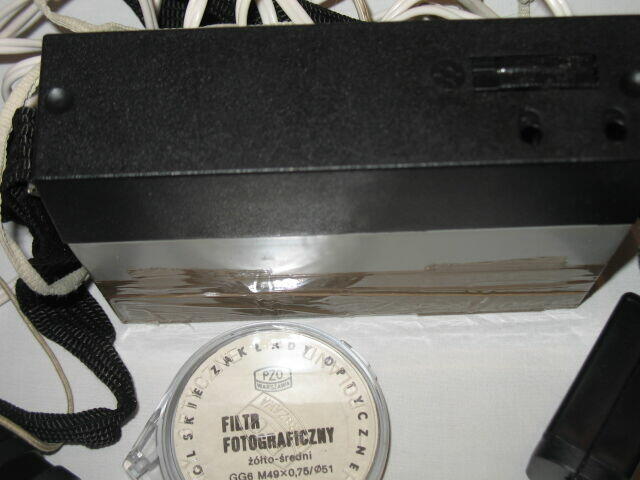 POLSKIE ZAKŁADY OPTYCZNE
PZO
WARSZAWA
FILTR
FOTOGRAFICZNY
żółto-średni
GG6 M49×0,75/Ø51